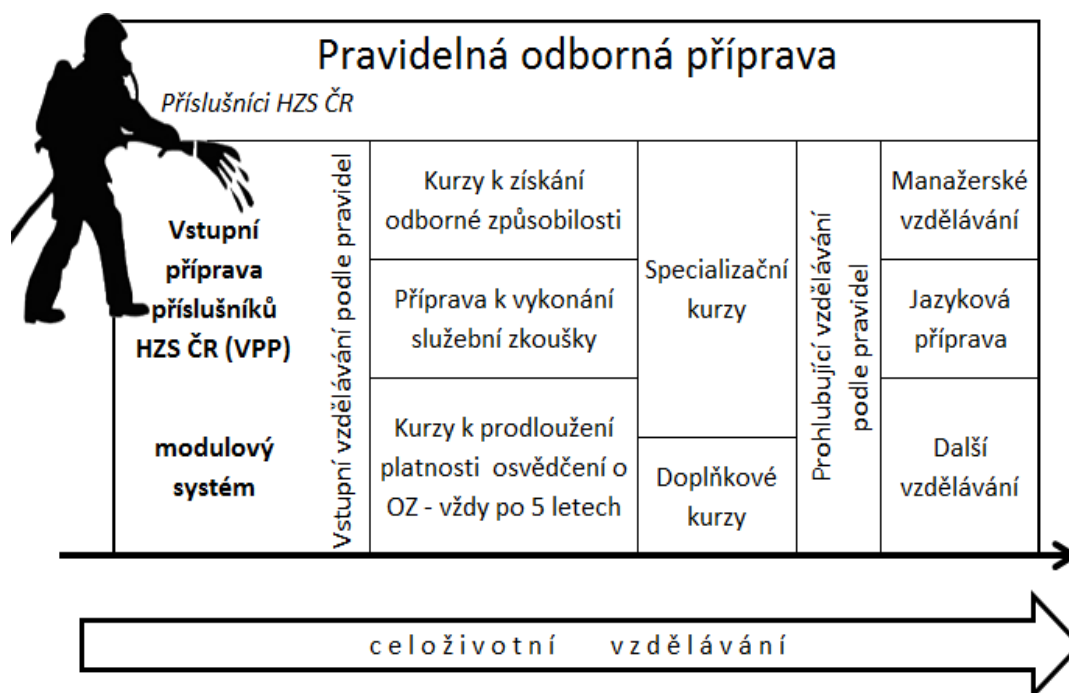 Pravidelná odborná příprava
Příslušníci HZS ČR
Vstupní
příprava
příslušníků
HZS ČR (VPP)
modulový
systém
Vstupní vzdělávání podle pravidel
Kurzy k získání
odborné způsobilosti
Příprava k vykonání
služební zkoušky
Kurzy k prodloužení
platnosti osvědčení o
OZ - vždy po 5 letech
Specializační
kurzy
Doplňkové
kurzy
Prohlubující vzdělávání
podle pravidel
Manažerské
vzdělávání
Jazyková
příprava
Další
vzdělávání
celoživotní vzdělávání